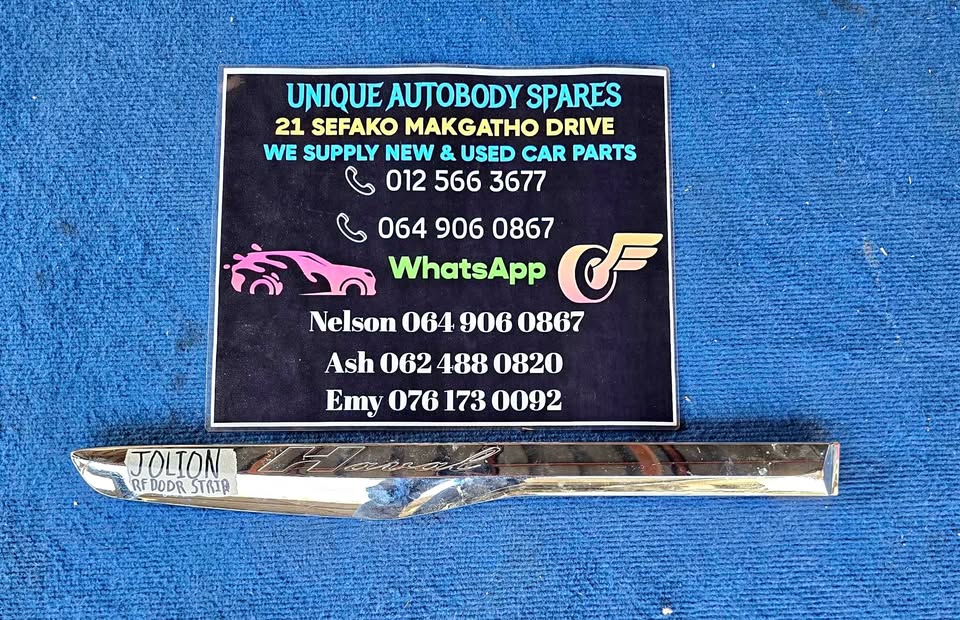 UNIQUE AUTOBODY SPARES
21 SEFAKO MAKGATHO DRIVE
WE SUPPLY NEW & USED CAR PARTS
012 566 3677
064 906 0867
WhatsApp
Nelson 064 906 0867
Ash 062 488 0820
Emy 076 173 0092
JOLION
RF DOOR STRIP
Haval